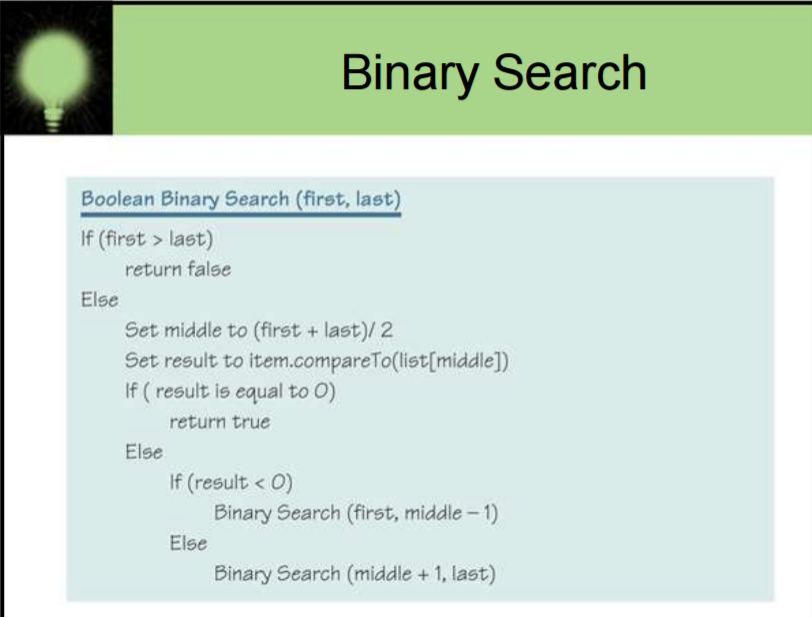 Binary Search
Boolean Binary Search (first, last)
If (first > last)
return false
Else
Set middle to (first + last)/ 2
Set result to item.compareTo(list[middle])
If ( result is equal to 0)
return true
Else
If (result < 0)
Binary Search (first, middle – 1)
Else
Binary Search (middle + 1, last)